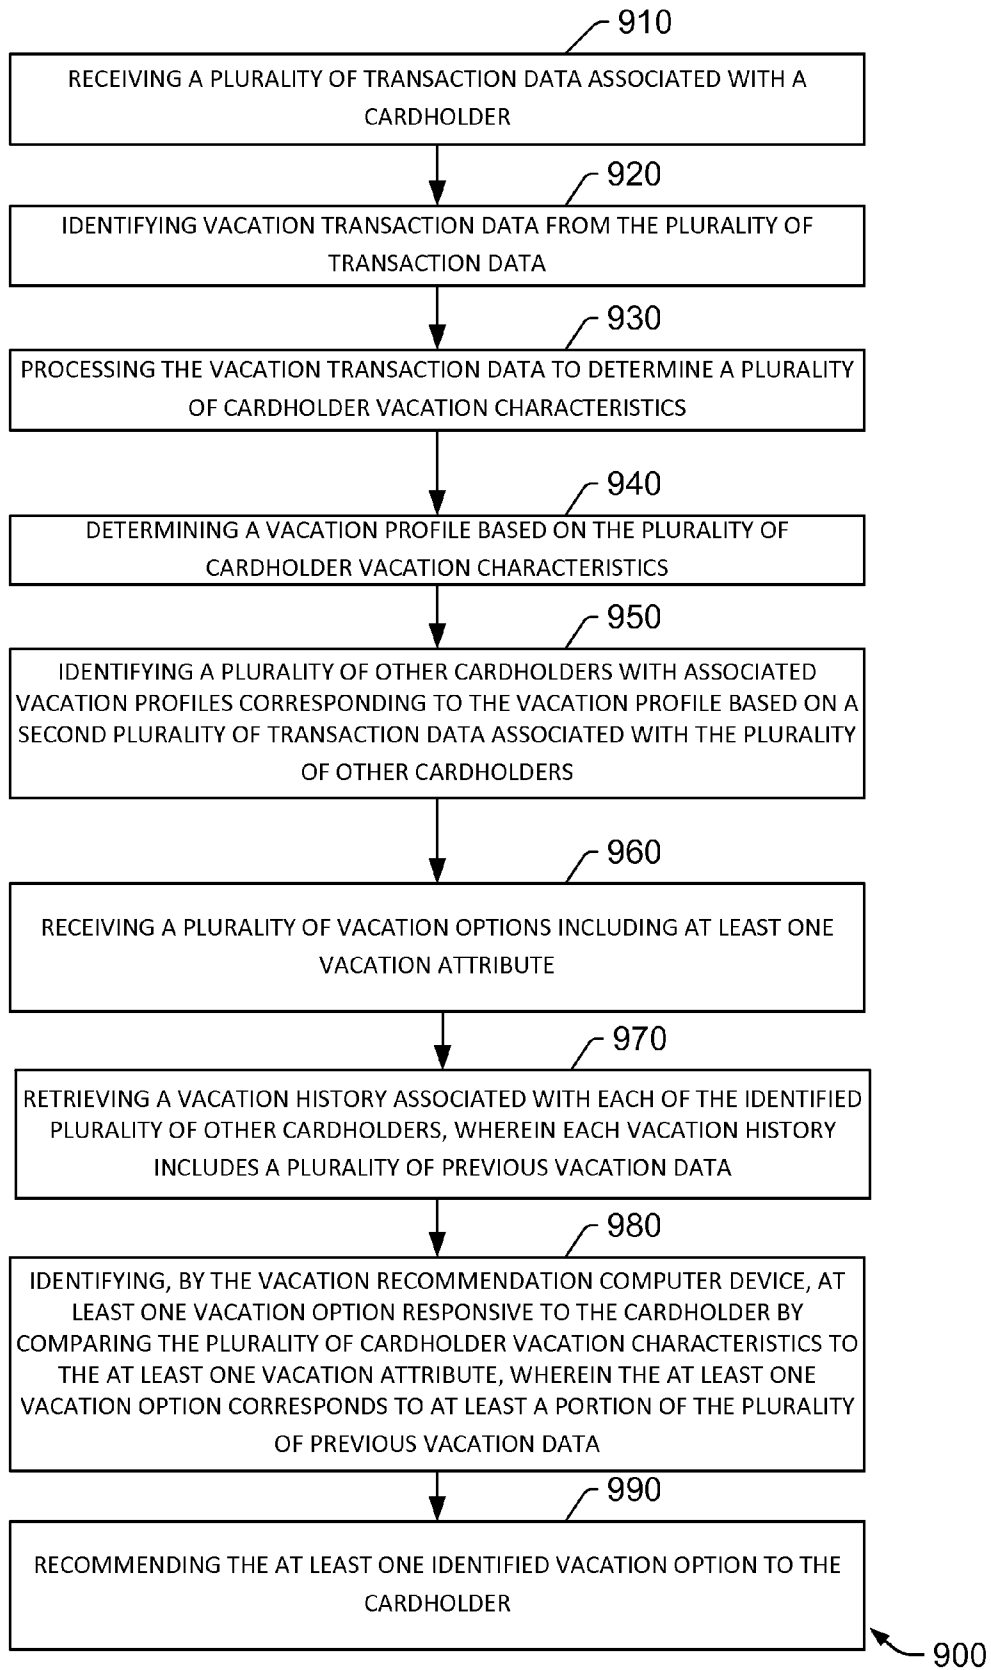 910
RECEIVING A PLURALITY OF TRANSACTION DATA ASSOCIATED WITH A
CARDHOLDER
920
IDENTIFYING VACATION TRANSACTION DATA FROM THE PLURALITY OF
TRANSACTION DATA
930
PROCESSING THE VACATION TRANSACTION DATA TO DETERMINE A PLURALITY
OF CARDHOLDER VACATION CHARACTERISTICS
940
DETERMINING A VACATION PROFILE BASED ON THE PLURALITY OF
CARDHOLDER VACATION CHARACTERISTICS
950
IDENTIFYING A PLURALITY OF OTHER CARDHOLDERS WITH ASSOCIATED
VACATION PROFILES CORRESPONDING TO THE VACATION PROFILE BASED ON A
SECOND PLURALITY OF TRANSACTION DATA ASSOCIATED WITH THE PLURALITY
OF OTHER CARDHOLDERS
960
RECEIVING A PLURALITY OF VACATION OPTIONS INCLUDING AT LEAST ONE
VACATION ATTRIBUTE
970
RETRIEVING A VACATION HISTORY ASSOCIATED WITH EACH OF THE IDENTIFIED
PLURALITY OF OTHER CARDHOLDERS, WHEREIN EACH VACATION HISTORY
INCLUDES A PLURALITY OF PREVIOUS VACATION DATA
980
IDENTIFYING, BY THE VACATION RECOMMENDATION COMPUTER DEVICE, AT
LEAST ONE VACATION OPTION RESPONSIVE TO THE CARDHOLDER BY
COMPARING THE PLURALITY OF CARDHOLDER VACATION CHARACTERISTICS TO
THE AT LEAST ONE VACATION ATTRIBUTE, WHEREIN THE AT LEAST ONE
VACATION OPTION CORRESPONDS TO AT LEAST A PORTION OF THE PLURALITY
OF PREVIOUS VACATION DATA
990
RECOMMENDING THE AT LEAST ONE IDENTIFIED VACATION OPTION TO THE
CARDHOLDER
900